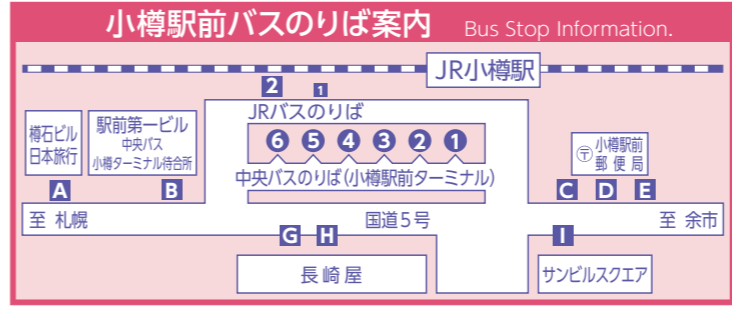 小樽駅前バスのりば案内 Bus Stop Information.
JR小樽駅
2 1
JRバスのりば
樽石ビル
日本旅行
駅前第一ビル
中央バス
小樽ターミナル待合所
6 5 4 3 2 1
中央バスのりば(小樽駅前ターミナル)
〒小樽駅前
郵便局
A B C D E
至 札幌 国道5号 至 余市
G H I
長崎屋 サンビルスクエア